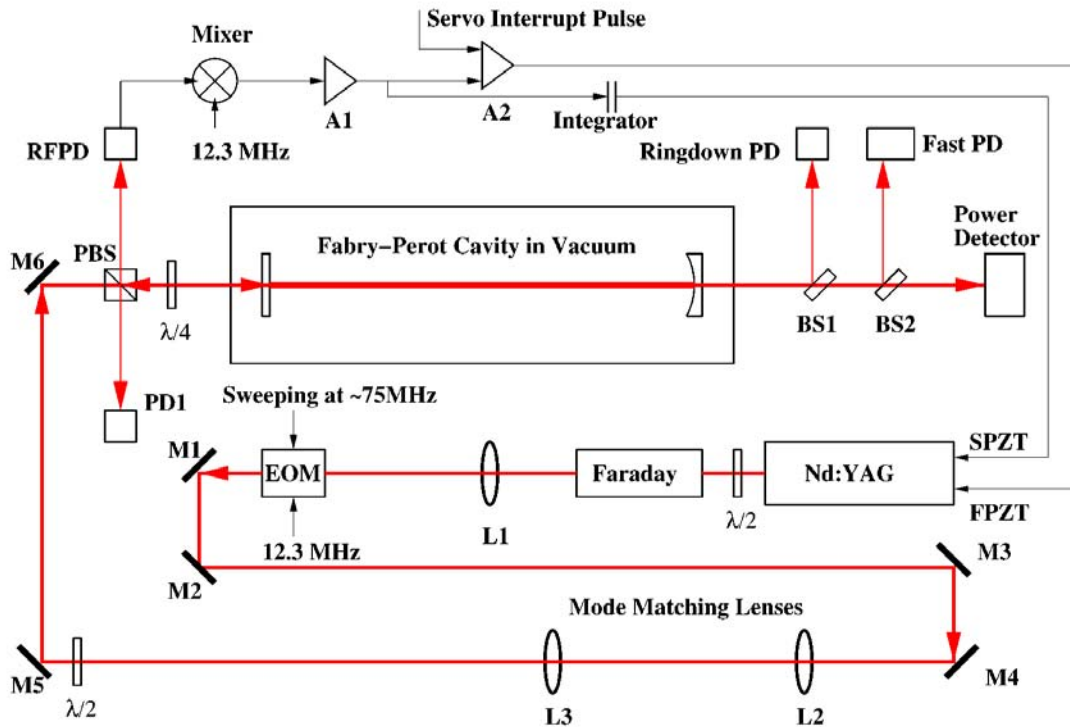 Servo Interrupt Pulse
Mixer
A1
A2
Integrator
12.3 MHz
RFPD
Ringdown PD
Fast PD
Power
Detector
Fabry-Perot Cavity in Vacuum
M6
PBS
λ/4
BS1
BS2
PD1
Sweeping at ~75MHz
M1
EOM
Faraday
Nd:YAG
SPZT
FPZT
L1
λ/2
12.3 MHz
M2
M3
Mode Matching Lenses
M5
λ/2
L3
L2
M4